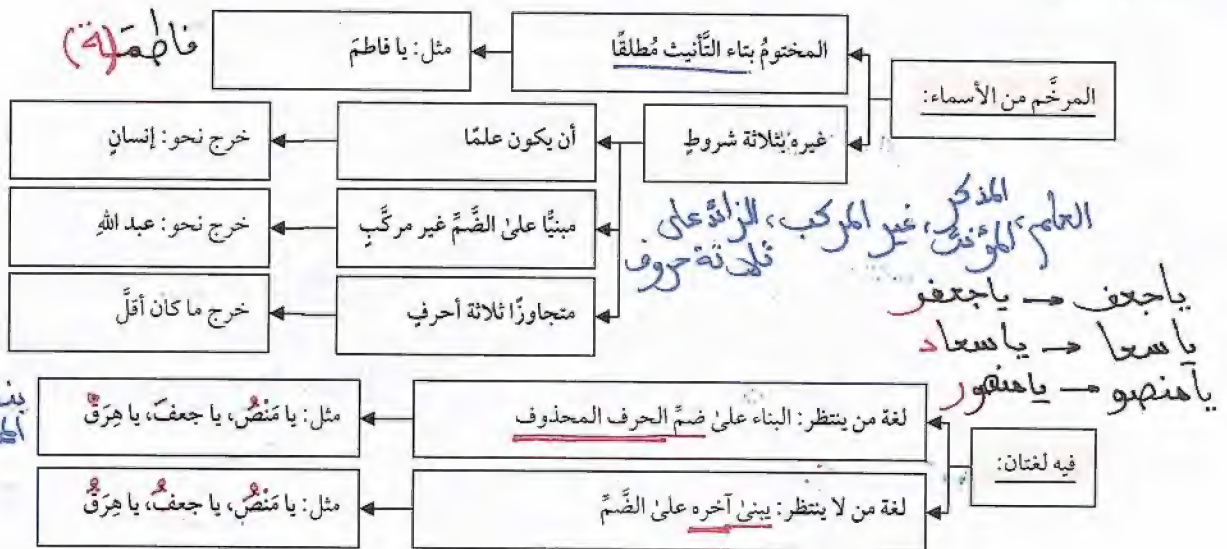 المرخَّم من الأسماء:
المختومُ بتاء التَّأنيث مُطلقًا
مثل: يا فاطمَ
فاطمَـ(ـة)
غيره بثلاثة شروطٍ
أن يكون علمًا
خرج نحو: إنسانٍ
مبنيًّا علىٰ الضَّمِّ غير مركَّبٍ
خرج نحو: عبد اللهِ
متجاوزًا ثلاثة أحرفٍ
خرج ما كان أقلَّ
العلم، المذكر
المؤنث، غير المركب، الزائد على
ثلاثة حروف
يا جعف ← يا جعفر
يا سعا ← يا سعاد
يا منصو ← يا منصور
فيه لغتان:
لغة من ينتظر: البناء علىٰ ضمِّ الحرف المحذوف
مثل: يا مَنْصُ، يا جعفَ، يا هِرَقْ
لغة من لا ينتظر: يبنىٰ آخره علىٰ الضَّمِّ
مثل: يا مَنْصُ، يا جعفُ، يا هِرَقُ